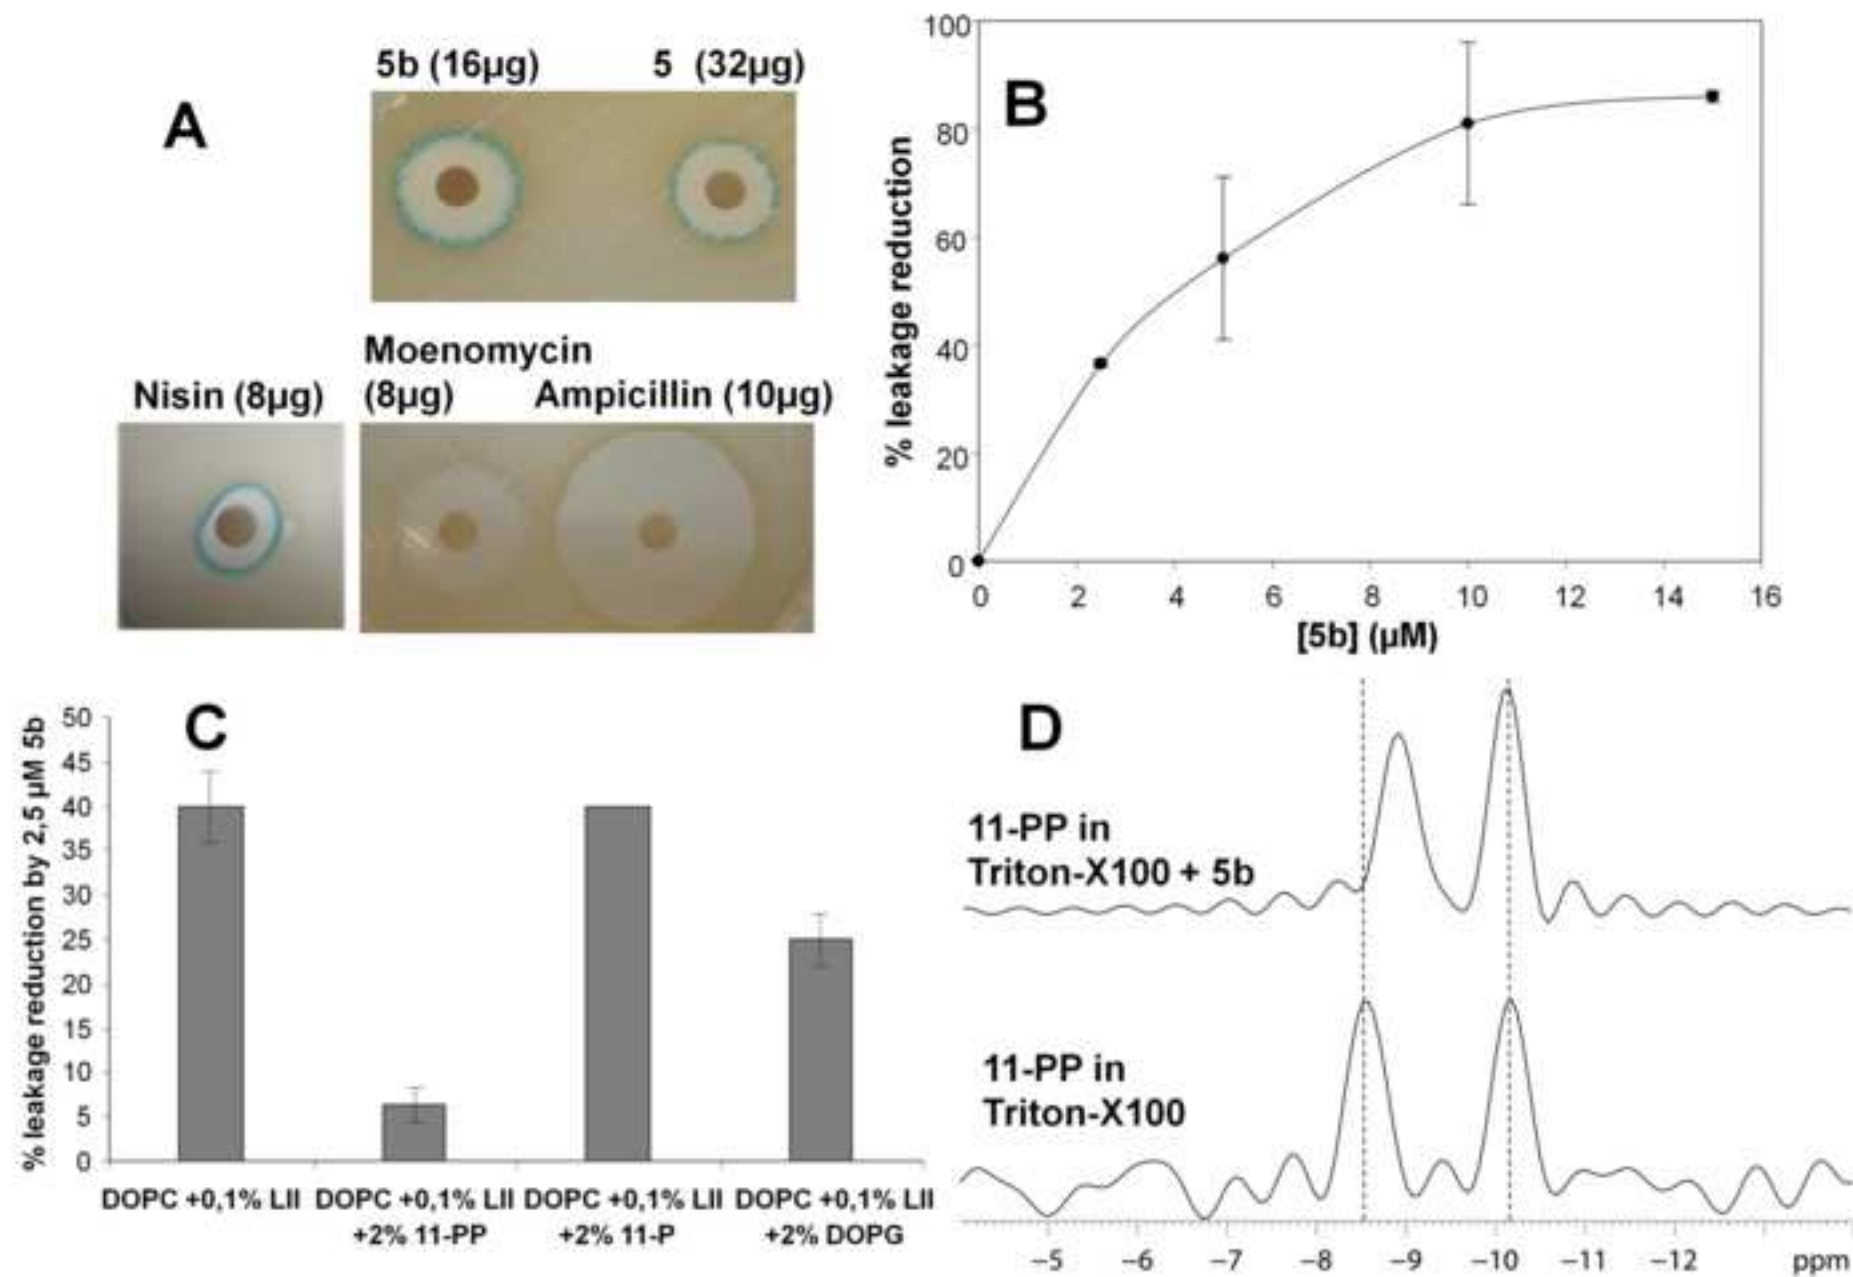 A
5b (16µg) 5 (32µg)
Nisin (8µg)
Moenomycin
(8µg)
Ampicillin (10µg)
B
% leakage reduction
100
80
60
40
20
0
0 2 4 6 8 10 12 14 16
[5b] (µM)
C
% leakage reduction by 2,5 µM 5b
50
45
40
35
30
25
20
15
10
5
0
DOPC +0,1% LII
DOPC +0,1% LII
+2% 11-PP
DOPC +0,1% LII
+2% 11-P
DOPC +0,1% LII
+2% DOPG
D
11-PP in
Triton-X100 + 5b
11-PP in
Triton-X100
–5 –6 –7 –8 –9 –10 –11 –12 ppm